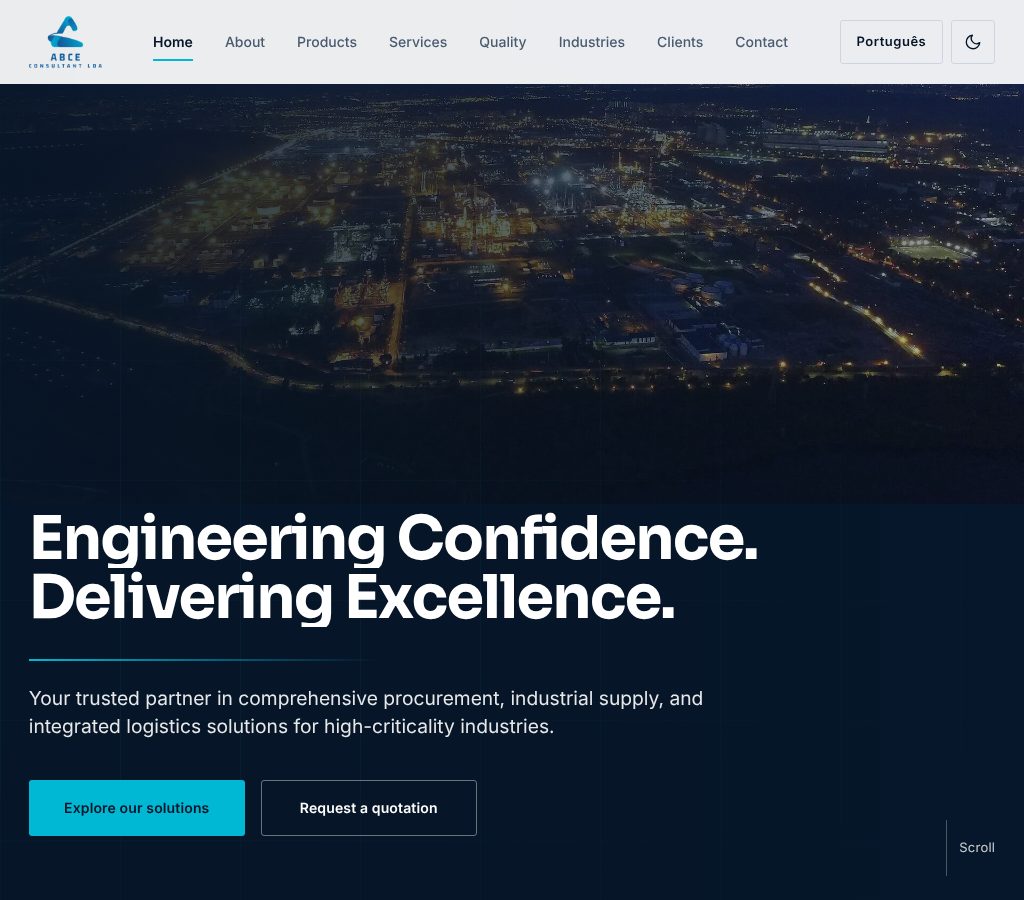 ABCE
CONSULTANT LDA
Home
About
Products
Services
Quality
Industries
Clients
Contact
Português
Engineering Confidence.
Delivering Excellence.
Your trusted partner in comprehensive procurement, industrial supply, and
integrated logistics solutions for high-criticality industries.
Explore our solutions
Request a quotation
Scroll